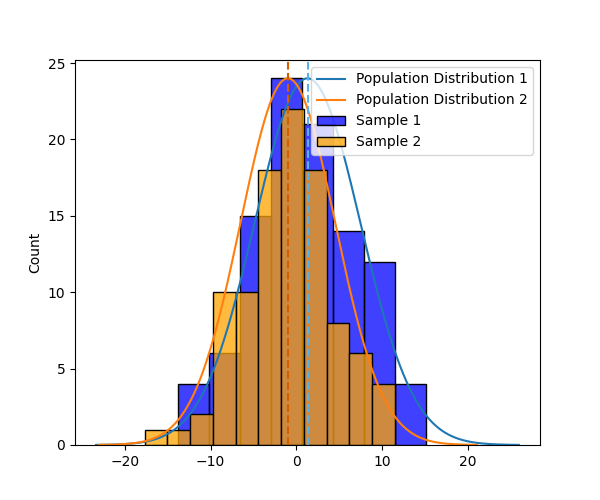 25
20
15
10
5
0
Count
−20
−10
0
10
20
Population Distribution 1
Population Distribution 2
Sample 1
Sample 2